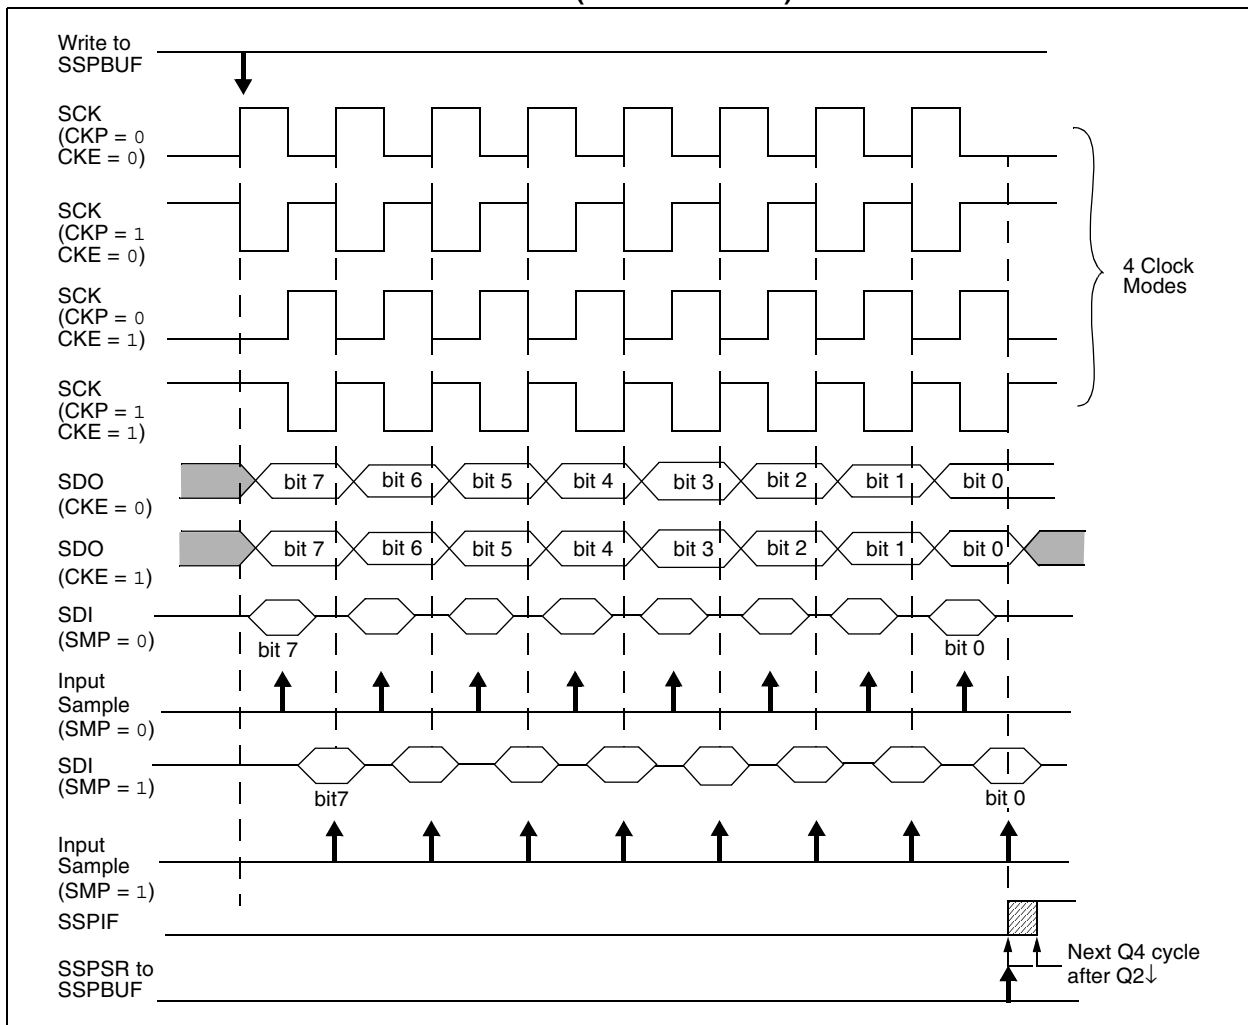 Write to
SSPBUF
SCK
(CKP = 0
CKE = 0)
SCK
(CKP = 1
CKE = 0)
4 Clock
Modes
SCK
(CKP = 0
CKE = 1)
SCK
(CKP = 1
CKE = 1)
SDO
(CKE = 0)
bit 7 bit 6 bit 5 bit 4 bit 3 bit 2 bit 1 bit 0
SDO
(CKE = 1)
bit 7 bit 6 bit 5 bit 4 bit 3 bit 2 bit 1 bit 0
SDI
(SMP = 0)
bit 7 bit 0
Input
Sample
(SMP = 0)
SDI
(SMP = 1)
bit7 bit 0
Input
Sample
(SMP = 1)
SSPIF
Next Q4 cycle
after Q2↓
SSPSR to
SSPBUF